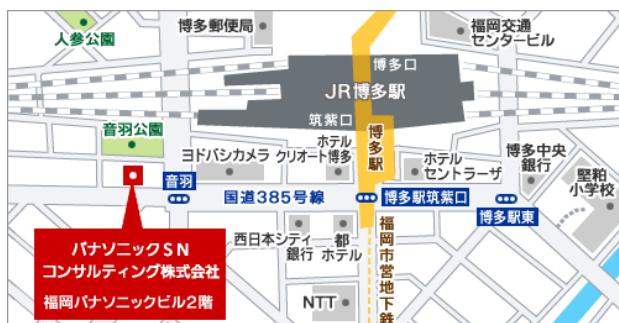 人参公園
博多郵便局
福岡交通
センタービル
博多口
JR博多駅
筑紫口
音羽公園
博多駅
ヨドバシカメラ
ホテル
クリオート博多
ホテル
セントラーザ
博多中央
銀行
堅粕
小学校
音羽
国道385号線
博多駅筑紫口
博多駅東
西日本シティ
銀行
都
ホテル
福岡市営地下鉄
NTT
パナソニックSN
コンサルティング株式会社
福岡パナソニックビル2階